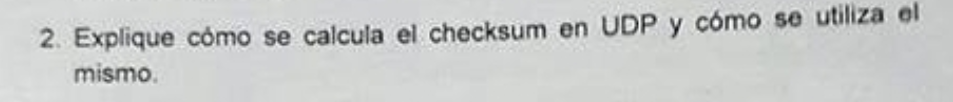 2. Explique cómo se calcula el checksum en UDP y cómo se utiliza el
mismo.